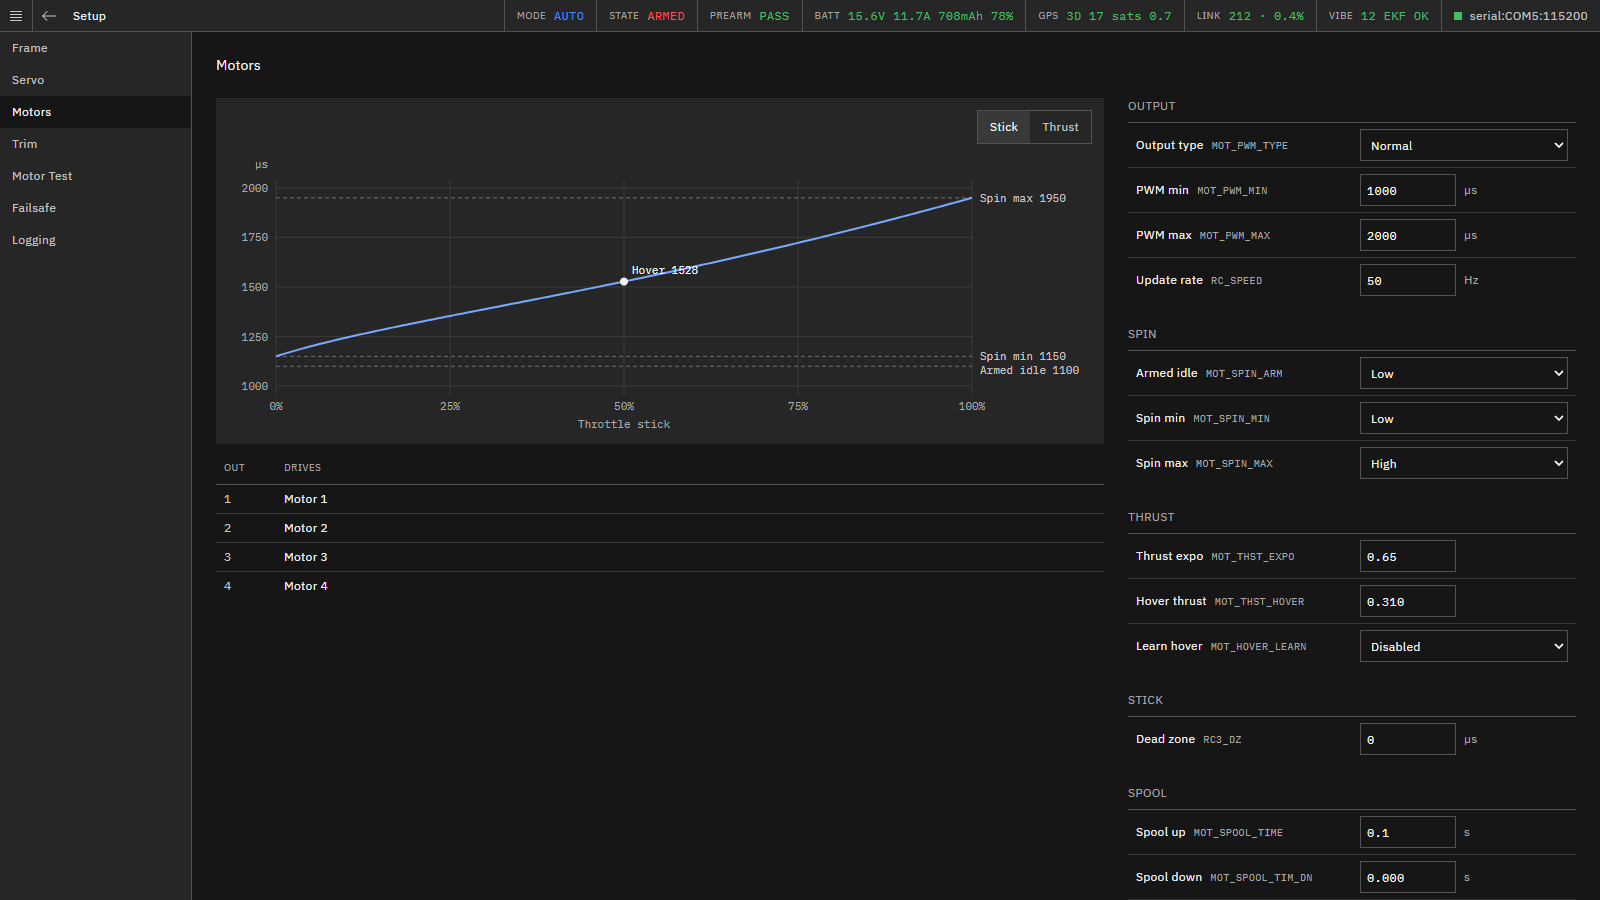 Setup
MODE AUTO
STATE ARMED
PREARM PASS
BATT 15.6V 11.7A 708mAh 78%
GPS 3D 17 sats 0.7
LINK 212 · 0.4%
VIBE 12 EKF OK
serial:COM5:115200
Frame
Servo
Motors
Trim
Motor Test
Failsafe
Logging
Motors
Stick Thrust
µs
2000
1750
1500
1250
1000
Spin max 1950
Hover 1528
Spin min 1150
Armed idle 1100
0% 25% 50% 75% 100%
Throttle stick
OUT DRIVES
1 Motor 1
2 Motor 2
3 Motor 3
4 Motor 4
OUTPUT
Output type MOT_PWM_TYPE Normal
PWM min MOT_PWM_MIN 1000 µs
PWM max MOT_PWM_MAX 2000 µs
Update rate RC_SPEED 50 Hz
SPIN
Armed idle MOT_SPIN_ARM Low
Spin min MOT_SPIN_MIN Low
Spin max MOT_SPIN_MAX High
THRUST
Thrust expo MOT_THST_EXPO 0.65
Hover thrust MOT_THST_HOVER 0.310
Learn hover MOT_HOVER_LEARN Disabled
STICK
Dead zone RC3_DZ 0 µs
SPOOL
Spool up MOT_SPOOL_TIME 0.1 s
Spool down MOT_SPOOL_TIM_DN 0.000 s